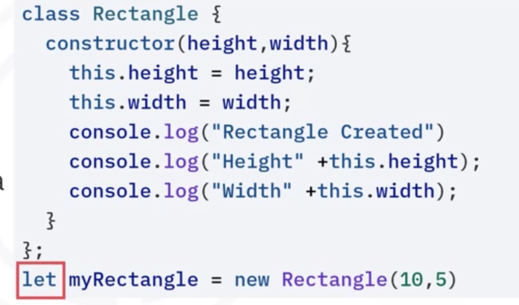 class Rectangle {
constructor(height,width){
this.height = height;
this.width = width;
console.log("Rectangle Created")
console.log("Height" +this.height);
console.log("Width" +this.width);
}
};
let myRectangle = new Rectangle(10,5)